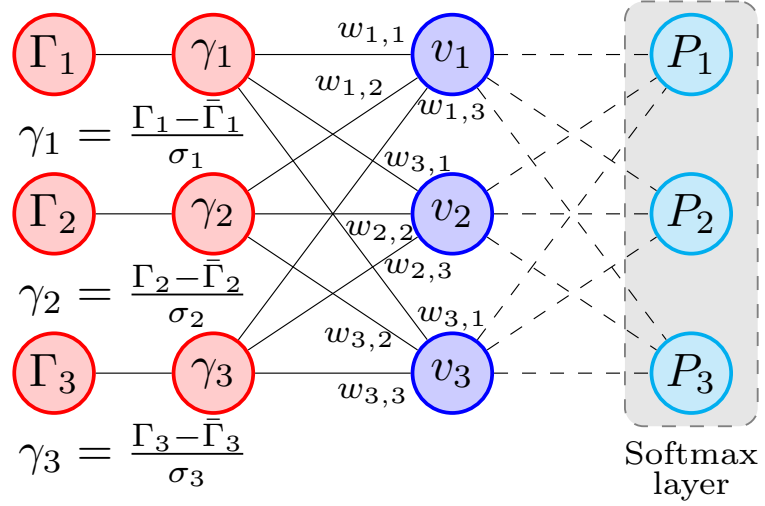 Γ₁ γ₁ w₁,₁ v₁ P₁
w₁,₂
w₁,₃
γ₁ = (Γ₁−Γ̄₁)/σ₁
w₃,₁
Γ₂ γ₂ v₂ P₂
w₂,₂
w₂,₃
γ₂ = (Γ₂−Γ̄₂)/σ₂
w₃,₁
w₃,₂
Γ₃ γ₃ v₃ P₃
w₃,₃
γ₃ = (Γ₃−Γ̄₃)/σ₃
Softmax
layer